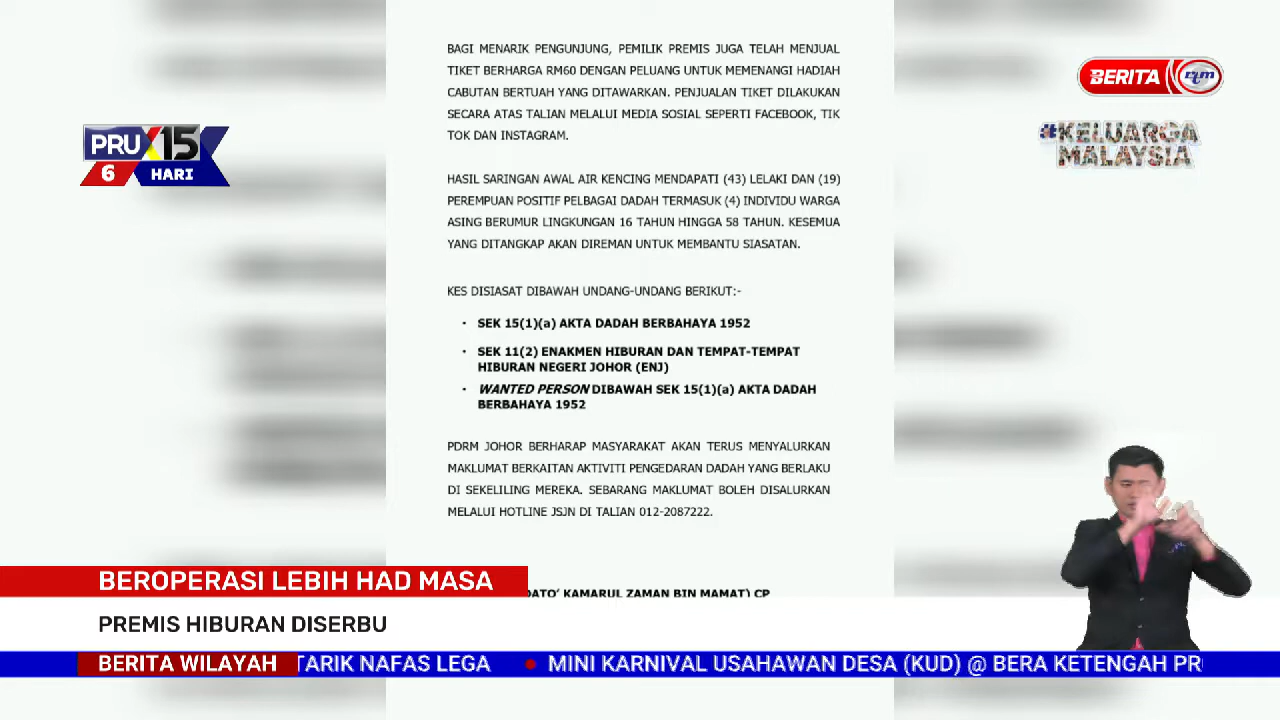 BAGI MENARIK PENGUNJUNG, PEMILIK PREMIS JUGA TELAH MENJUAL
TIKET BERHARGA RM60 DENGAN PELUANG UNTUK MEMENANGI HADIAH
CABUTAN BERTUAH YANG DITAWARKAN. PENJUALAN TIKET DILAKUKAN
SECARA ATAS TALIAN MELALUI MEDIA SOSIAL SEPERTI FACEBOOK, TIK
TOK DAN INSTAGRAM.
HASIL SARINGAN AWAL AIR KENCING MENDAPATI (43) LELAKI DAN (19)
PEREMPUAN POSITIF PELBAGAI DADAH TERMASUK (4) INDIVIDU WARGA
ASING BERUMUR LINGKUNGAN 16 TAHUN HINGGA 58 TAHUN. KESEMUA
YANG DITANGKAP AKAN DIREMAN UNTUK MEMBANTU SIASATAN.
KES DISIASAT DIBAWAH UNDANG-UNDANG BERIKUT:-
• SEK 15(1)(a) AKTA DADAH BERBAHAYA 1952
• SEK 11(2) ENAKMEN HIBURAN DAN TEMPAT-TEMPAT
HIBURAN NEGERI JOHOR (ENJ)
• WANTED PERSON DIBAWAH SEK 15(1)(a) AKTA DADAH
BERBAHAYA 1952
PDRM JOHOR BERHARAP MASYARAKAT AKAN TERUS MENYALURKAN
MAKLUMAT BERKAITAN AKTIVITI PENGEDARAN DADAH YANG BERLAKU
DI SEKELILING MEREKA. SEBARANG MAKLUMAT BOLEH DISALURKAN
MELALUI HOTLINE JSJN DI TALIAN 012-2087222.
DATO' KAMARUL ZAMAN BIN MAMAT) CP
PRU 15
6 HARI
BERITA rtm
#KELUARGA
MALAYSIA
BEROPERASI LEBIH HAD MASA
PREMIS HIBURAN DISERBU
BERITA WILAYAH TARIK NAFAS LEGA • MINI KARNIVAL USAHAWAN DESA (KUD) @ BERA KETENGAH PR